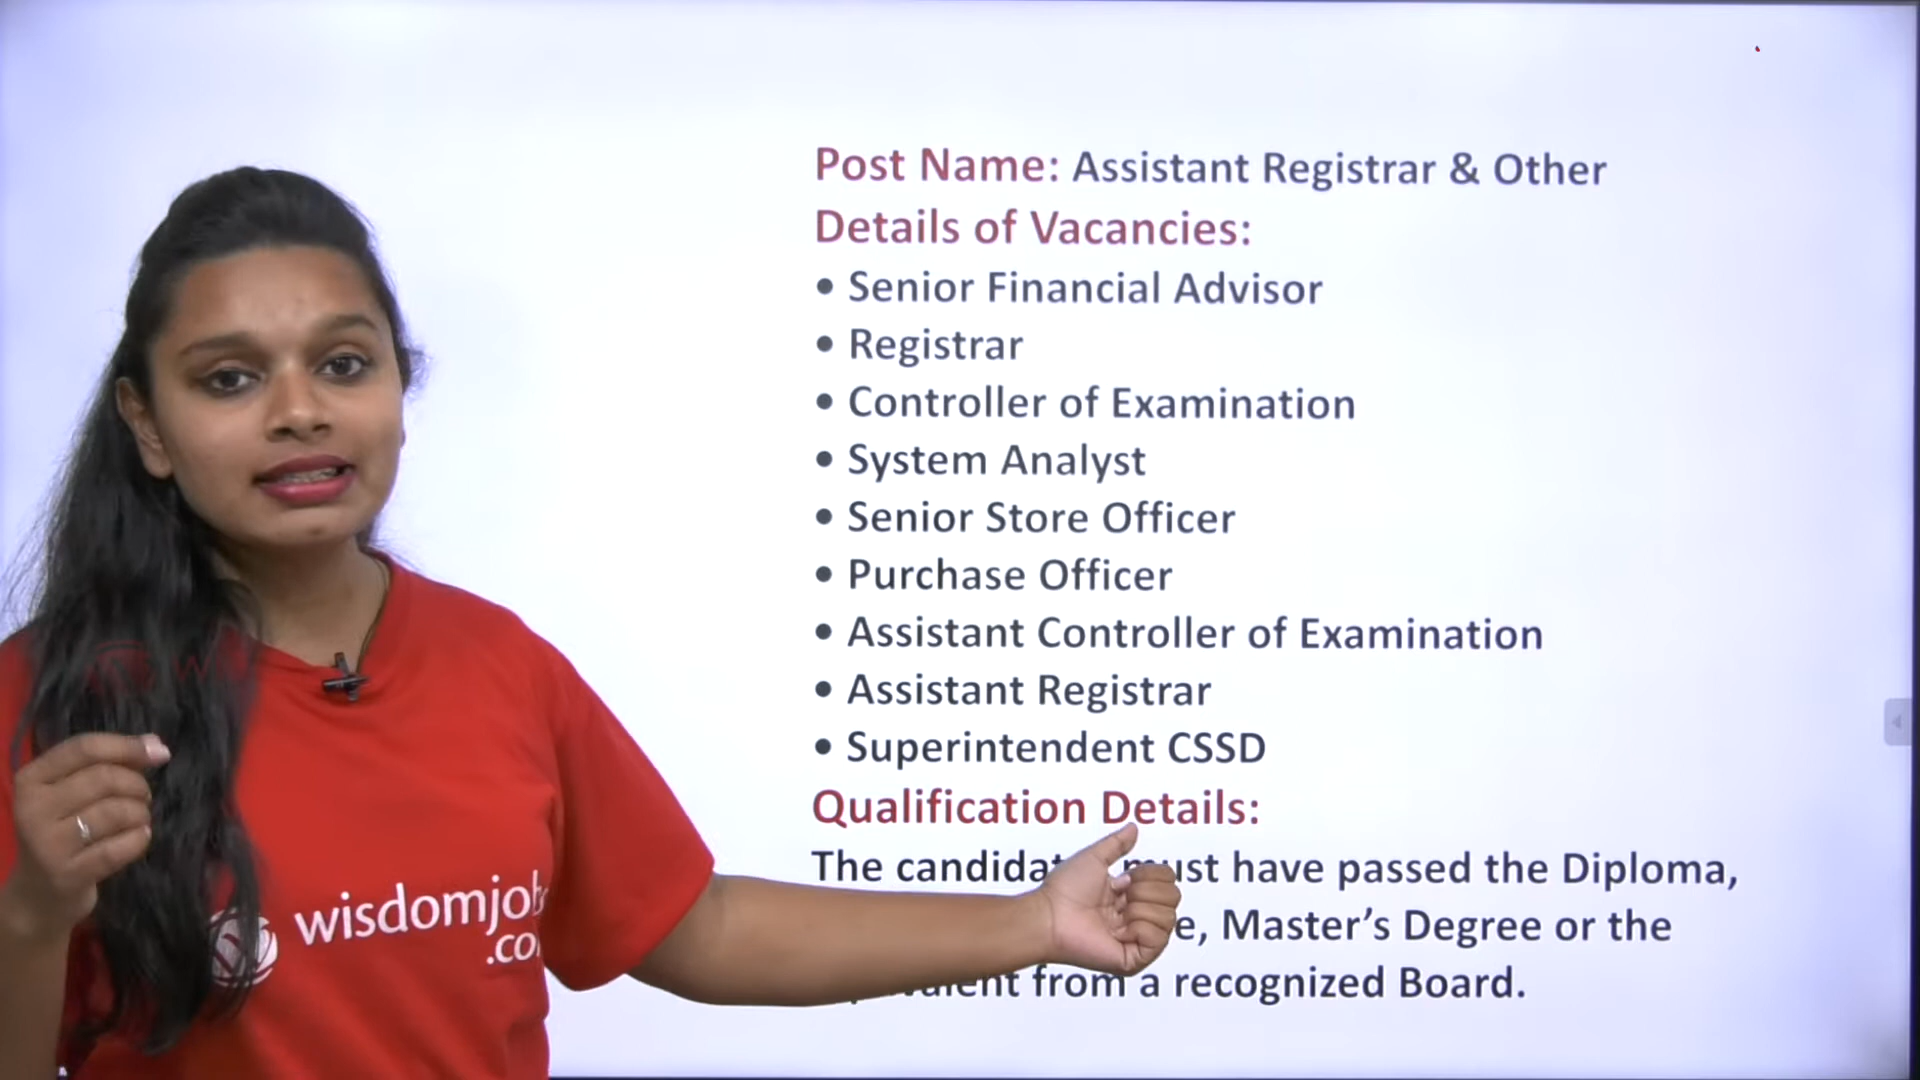 Post Name: Assistant Registrar & Other
Details of Vacancies:
• Senior Financial Advisor
• Registrar
• Controller of Examination
• System Analyst
• Senior Store Officer
• Purchase Officer
• Assistant Controller of Examination
• Assistant Registrar
• Superintendent CSSD
Qualification Details:
The must have passed the Diploma,
Master’s Degree or the
from a recognized Board.
wisdomjob
.co